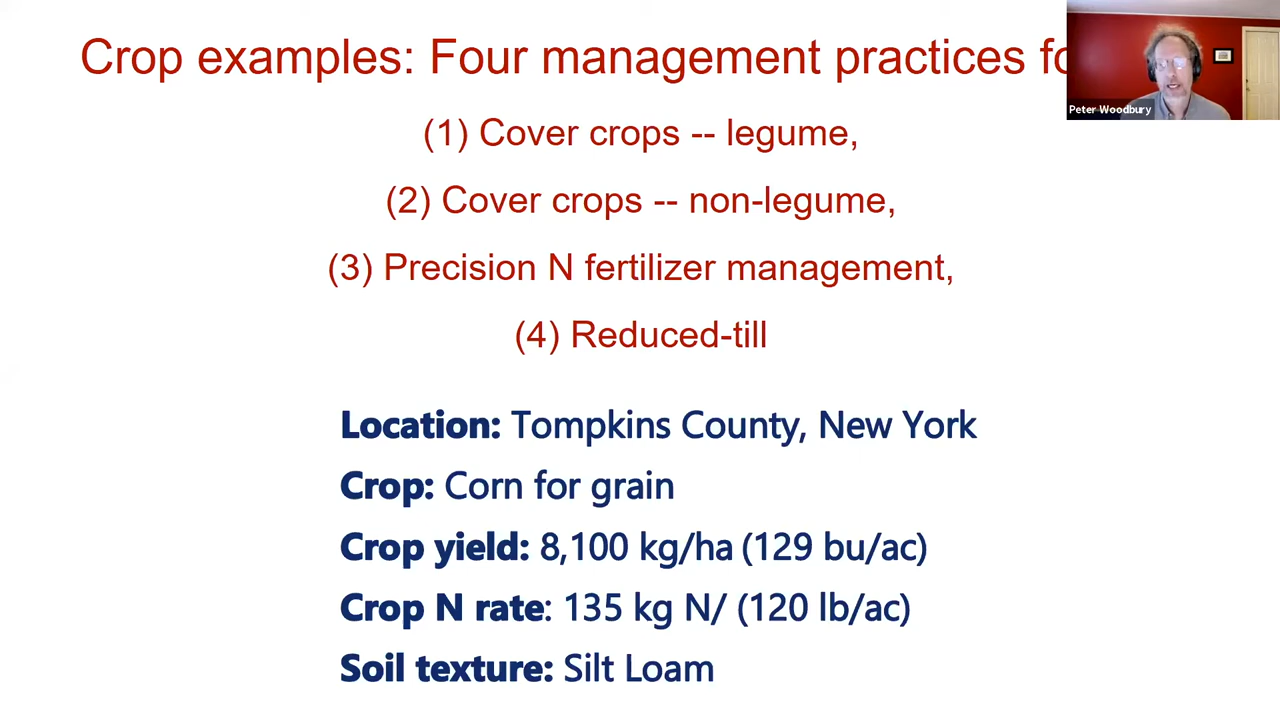 Crop examples: Four management practices
Peter Woodbury
(1) Cover crops -- legume,
(2) Cover crops -- non-legume,
(3) Precision N fertilizer management,
(4) Reduced-till
Location: Tompkins County, New York
Crop: Corn for grain
Crop yield: 8,100 kg/ha (129 bu/ac)
Crop N rate: 135 kg N/ (120 lb/ac)
Soil texture: Silt Loam